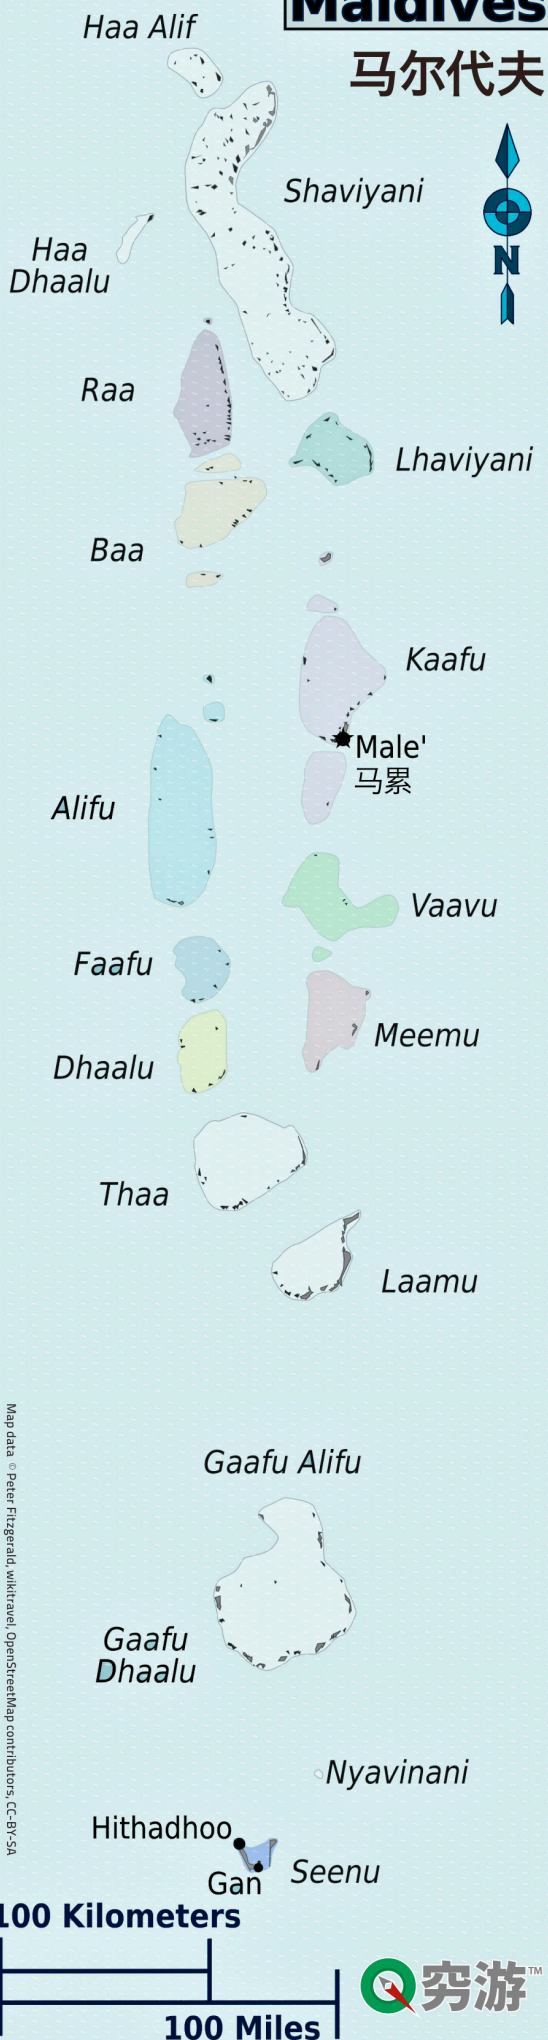 Maldives
Haa Alif
马尔代夫
Shaviyani
N
Haa
Dhaalu
Raa
Lhaviyani
Baa
Kaafu
Male'
马累
Alifu
Vaavu
Faafu
Meemu
Dhaalu
Thaa
Laamu
Gaafu Alifu
Gaafu
Dhaalu
Nyavinani
Hithadhoo
Seenu
Gan
Map data © Peter Fitzgerald, wikitravel, OpenStreetMap contributors, CC-BY-SA
100 Kilometers
100 Miles
穷游™